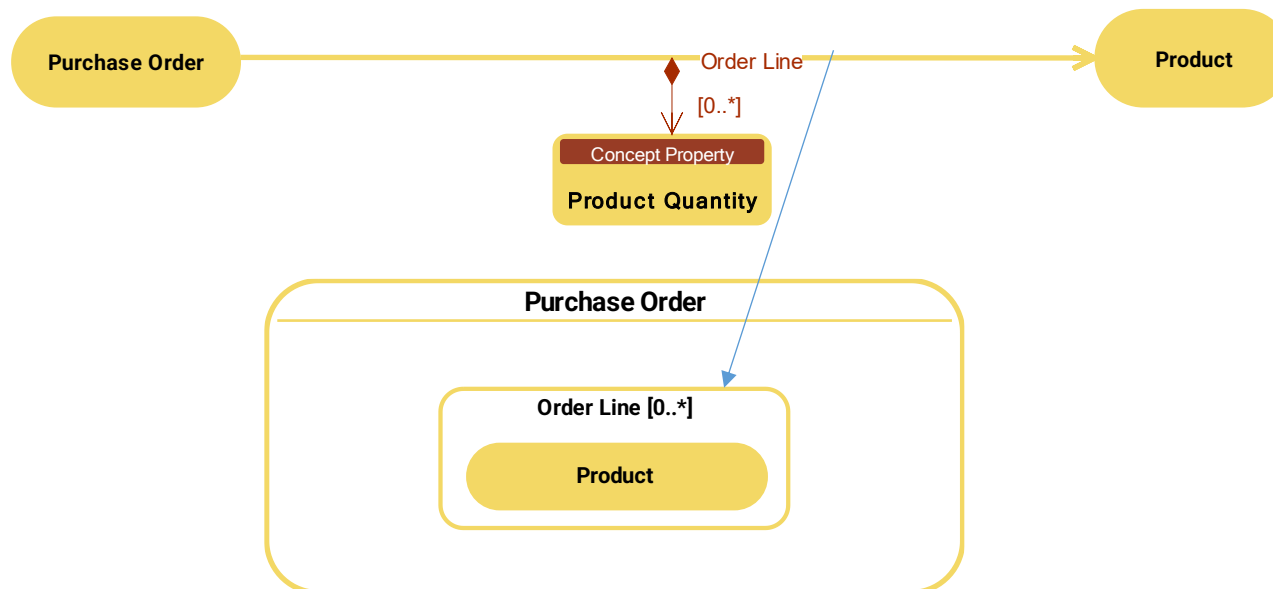 Purchase Order
Order Line
Product
[0..*]
Concept Property
Product Quantity
Purchase Order
Order Line [0..*]
Product